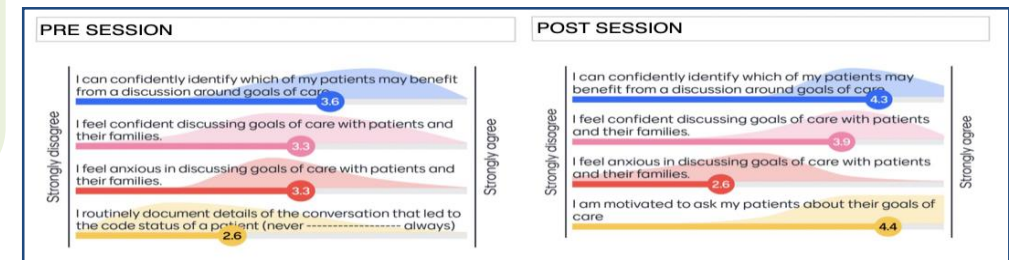 PRE SESSION
I can confidently identify which of my patients may benefit
from a discussion around goals of care
3.6
I feel confident discussing goals of care with patients and
their families.
3.3
I feel anxious in discussing goals of care with patients and
their families.
3.3
I routinely document details of the conversation that led to
the code status of a patient (never ----------------- always)
2.6
Strongly disagree
Strongly agree
POST SESSION
I can confidently identify which of my patients may
benefit from a discussion around goals of care
4.3
I feel confident discussing goals of care with patients
and their families.
3.9
I feel anxious in discussing goals of care with patients
and their families.
2.6
I am motivated to ask my patients about their goals of
care
4.4
Strongly disagree
Strongly agree